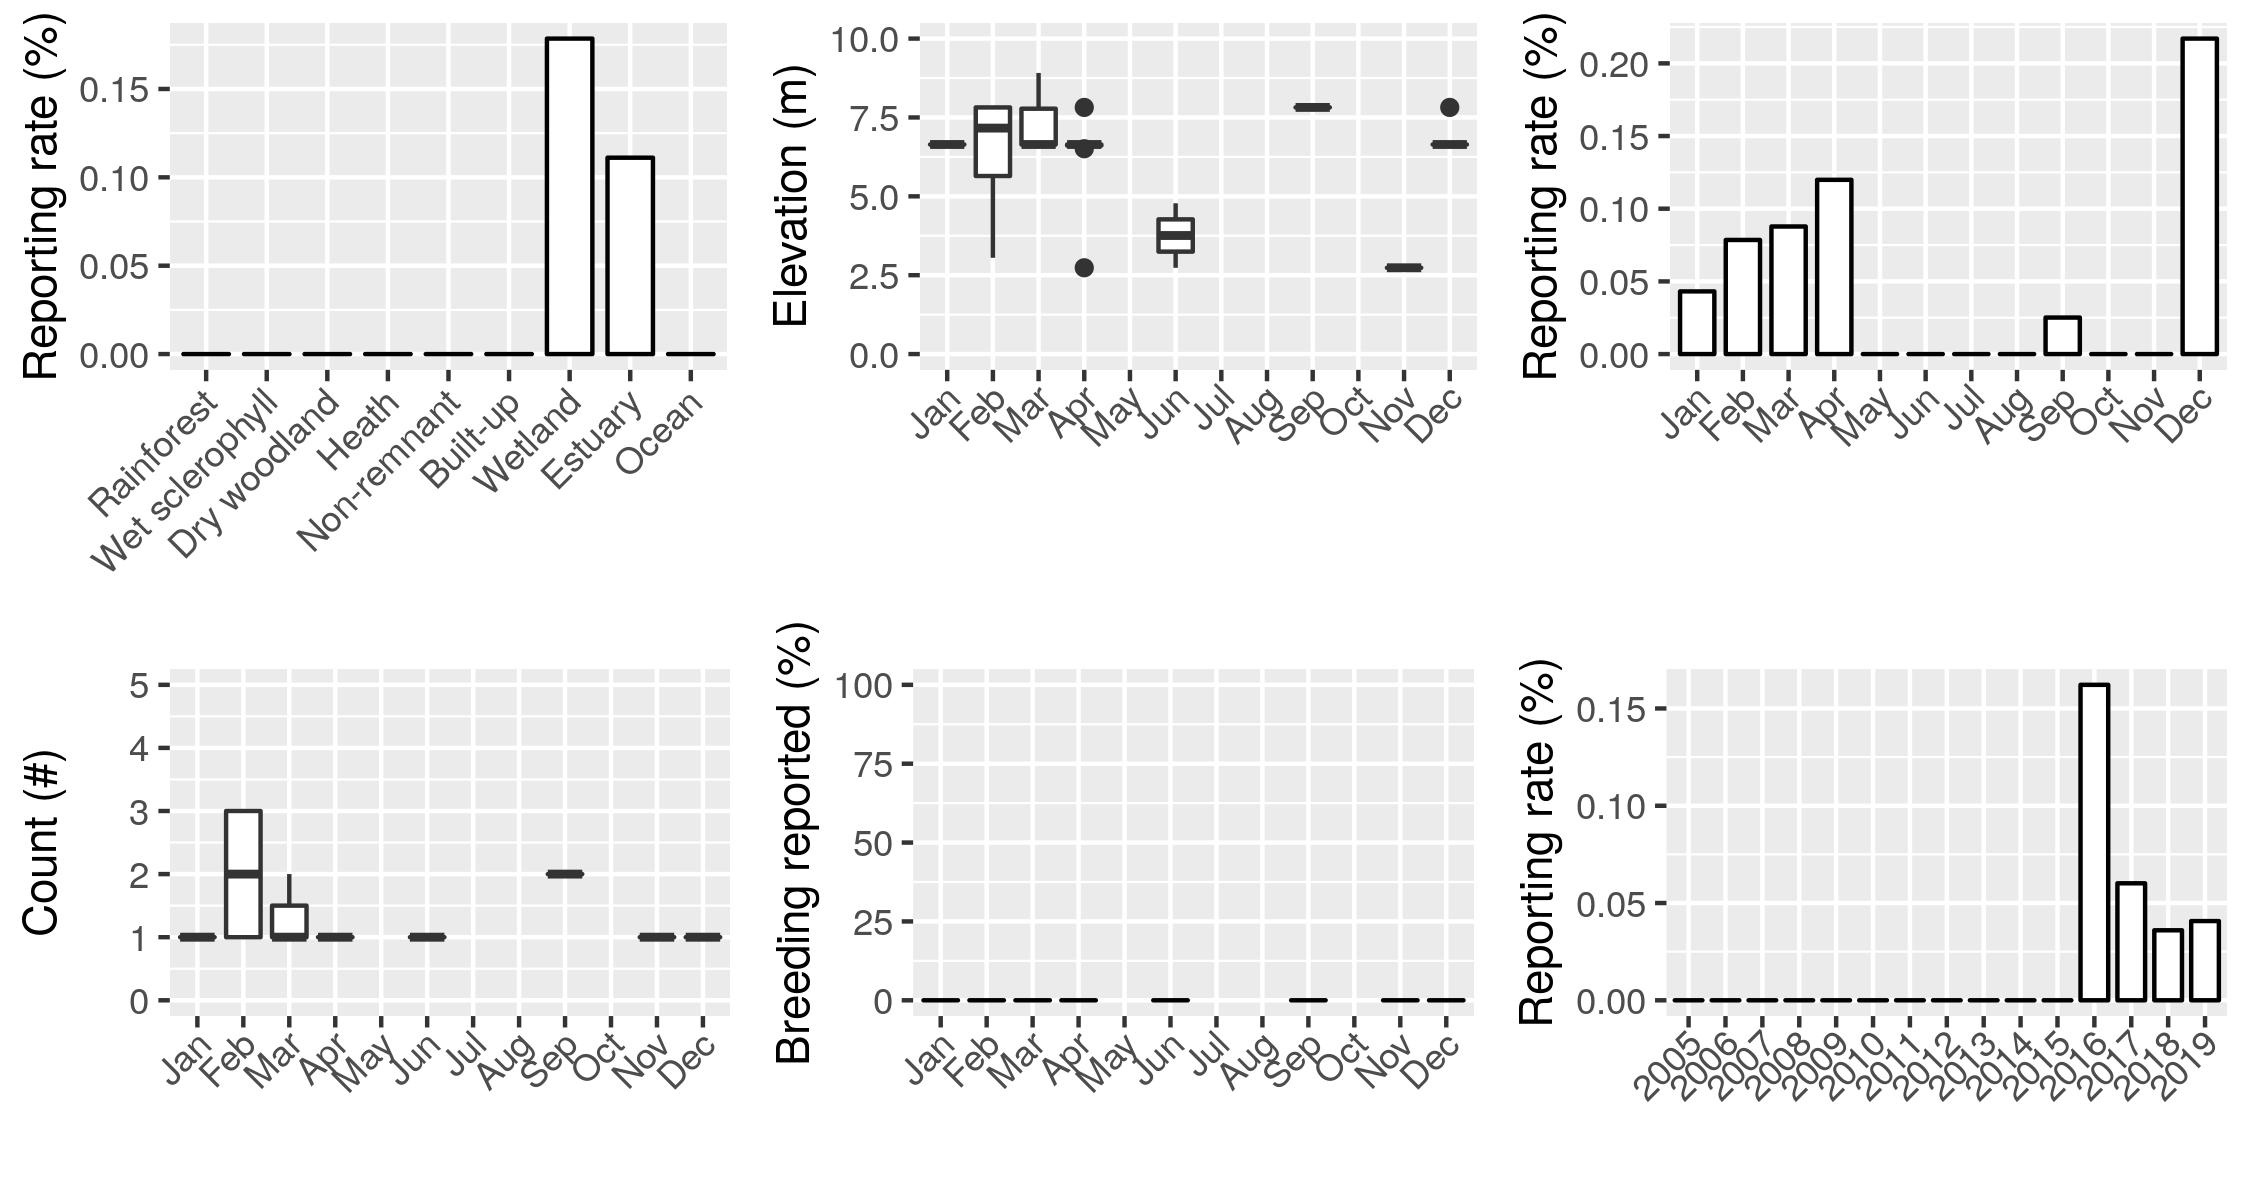 Reporting rate (%)
0.15
0.10
0.05
0.00
Rainforest
Wet sclerophyll
Dry woodland
Heath
Non-remnant
Built-up
Wetland
Estuary
Ocean
Elevation (m)
10.0
7.5
5.0
2.5
0.0
Jan
Feb
Mar
Apr
May
Jun
Jul
Aug
Sep
Oct
Nov
Dec
Reporting rate (%)
0.20
0.15
0.10
0.05
0.00
Jan
Feb
Mar
Apr
May
Jun
Jul
Aug
Sep
Oct
Nov
Dec
Count (#)
5
4
3
2
1
0
Jan
Feb
Mar
Apr
May
Jun
Jul
Aug
Sep
Oct
Nov
Dec
Breeding reported (%)
100
75
50
25
0
Jan
Feb
Mar
Apr
May
Jun
Jul
Aug
Sep
Oct
Nov
Dec
Reporting rate (%)
0.15
0.10
0.05
0.00
2005
2006
2007
2008
2009
2010
2011
2012
2013
2014
2015
2016
2017
2018
2019